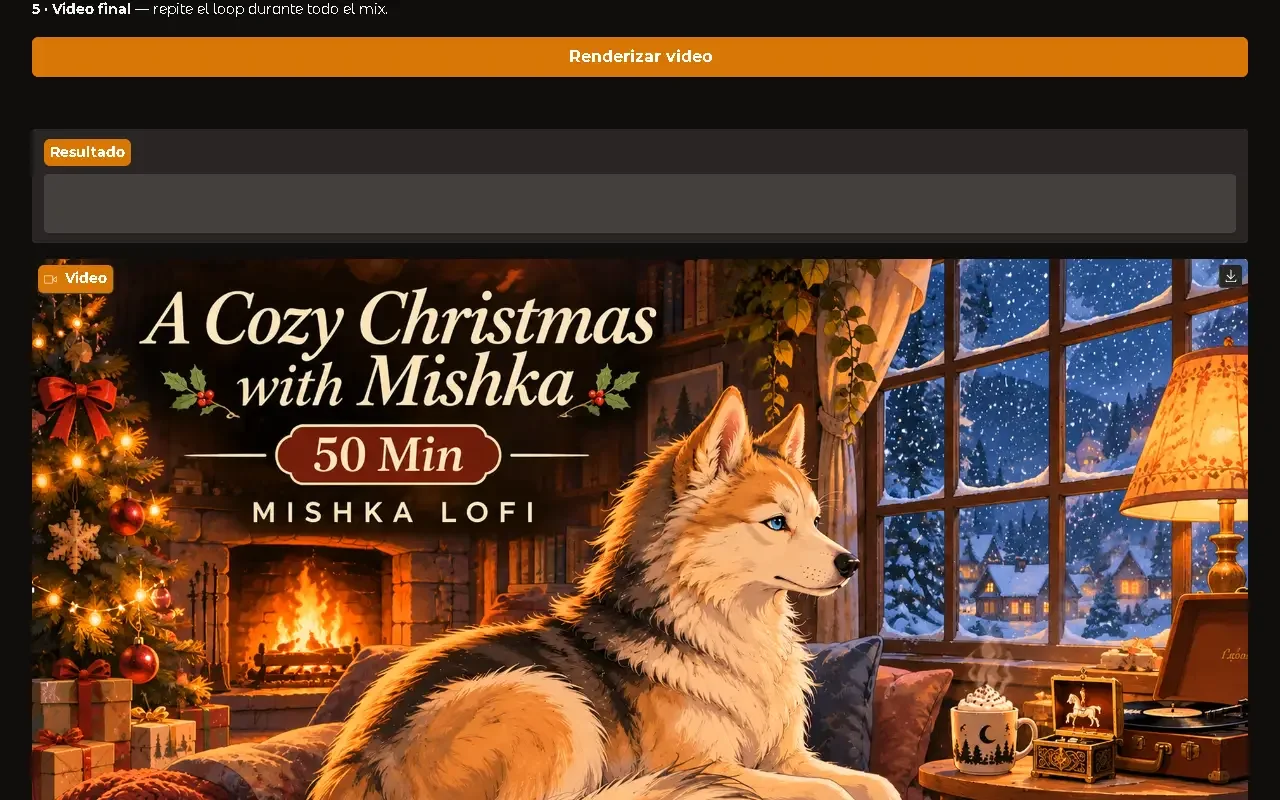 5 · Video final — repite el loop durante todo el mix.
Renderizar video
Resultado
Video
A Cozy Christmas
with Mishka
50 Min
MISHKA LOFI